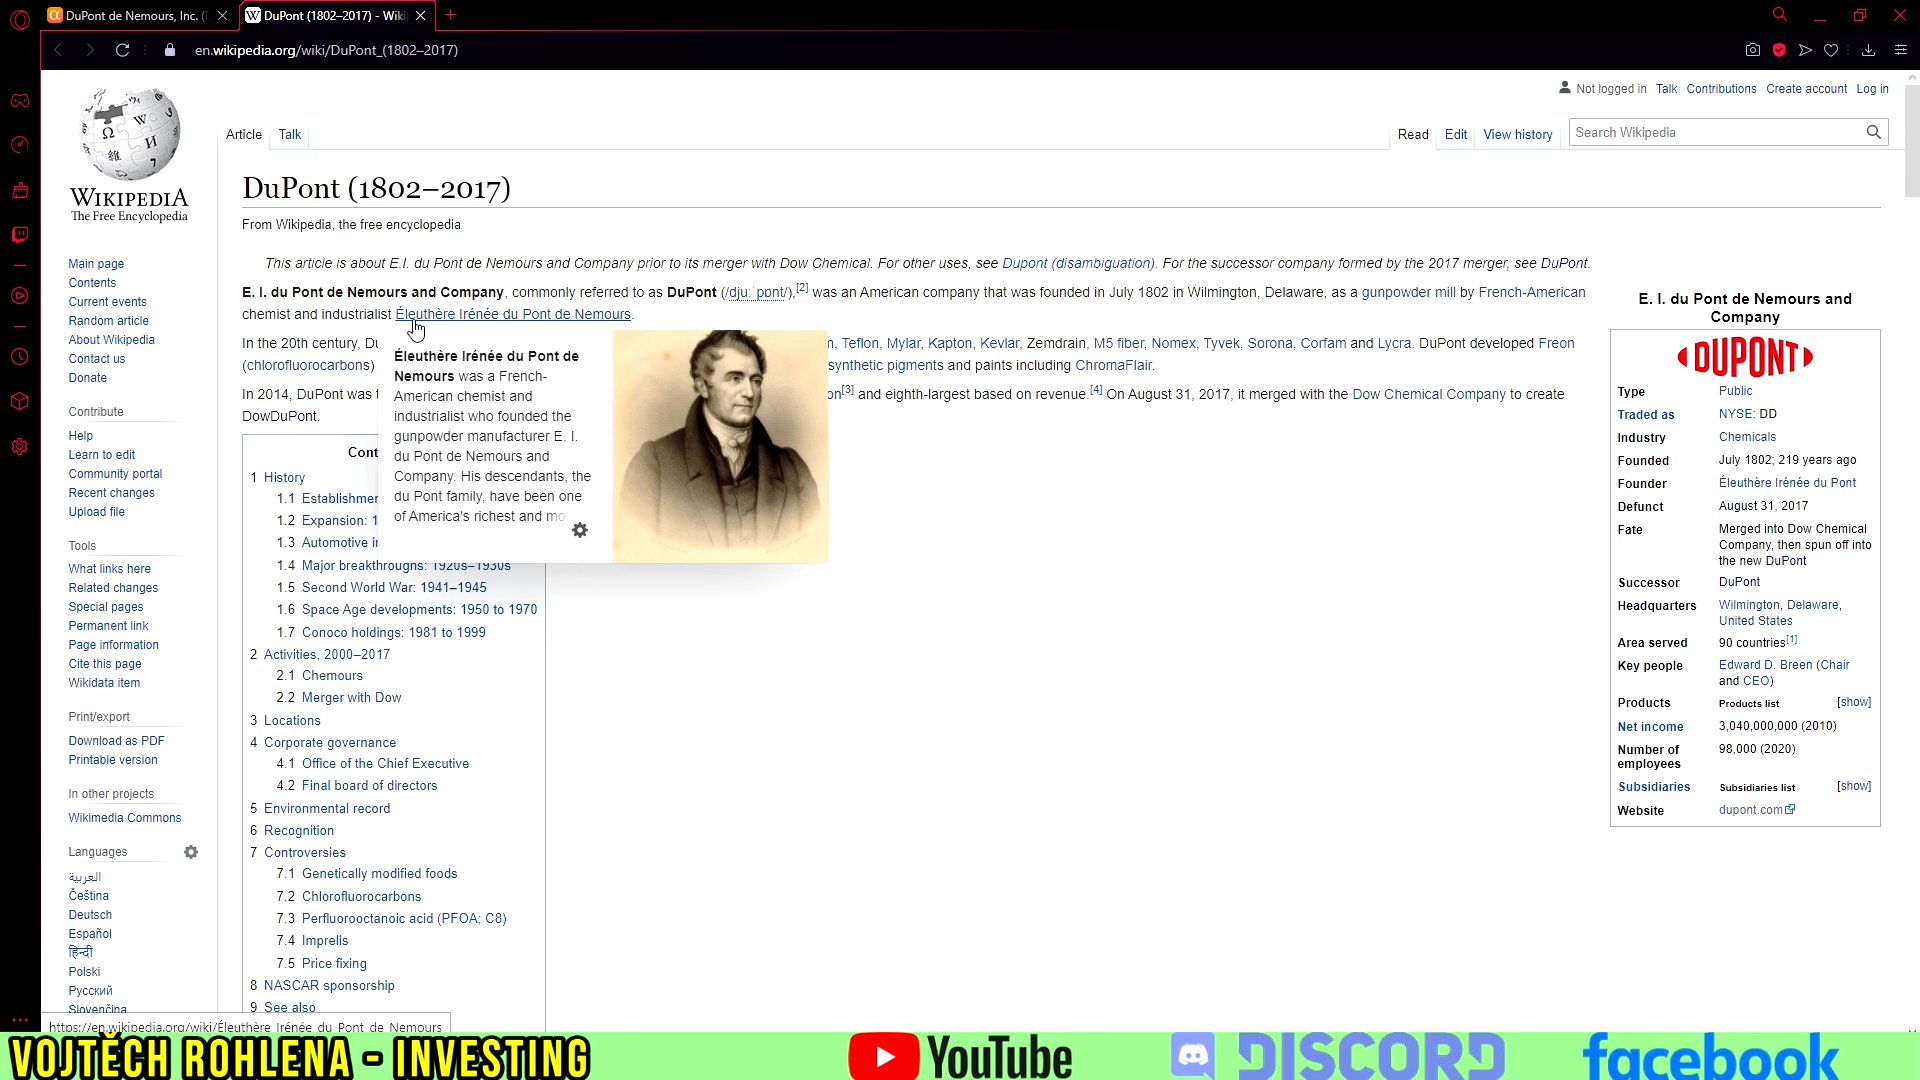 DuPont de Nemours, Inc. (
DuPont (1802–2017) - Wiki
en.wikipedia.org/wiki/DuPont_(1802–2017)
Not logged in Talk Contributions Create account Log in
Article Talk Read Edit View history Search Wikipedia
WIKIPEDIA
The Free Encyclopedia
DuPont (1802–2017)
From Wikipedia, the free encyclopedia
This article is about E.I. du Pont de Nemours and Company prior to its merger with Dow Chemical. For other uses, see Dupont (disambiguation). For the successor company formed by the 2017 merger, see DuPont.
E. I. du Pont de Nemours and Company, commonly referred to as DuPont (/djuːˈpɒnt/),[2] was an American company that was founded in July 1802 in Wilmington, Delaware, as a gunpowder mill by French-American
chemist and industrialist Éleuthère Irénée du Pont de Nemours.
In the 20th century, Du
n, Teflon, Mylar, Kapton, Kevlar, Zemdrain, M5 fiber, Nomex, Tyvek, Sorona, Corfam and Lycra. DuPont developed Freon
(chlorofluorocarbons)
synthetic pigments and paints including ChromaFlair.
In 2014, DuPont was t
on[3] and eighth-largest based on revenue.[4] On August 31, 2017, it merged with the Dow Chemical Company to create
DowDuPont.
Éleuthère Irénée du Pont de
Nemours was a French-
American chemist and
industrialist who founded the
gunpowder manufacturer E. I.
du Pont de Nemours and
Company. His descendants, the
du Pont family, have been one
of America's richest and mo
Main page
Contents
Current events
Random article
About Wikipedia
Contact us
Donate
Contribute
Help
Learn to edit
Community portal
Recent changes
Upload file
Tools
What links here
Related changes
Special pages
Permanent link
Page information
Cite this page
Wikidata item
Print/export
Download as PDF
Printable version
In other projects
Wikimedia Commons
Languages
العربية
Čeština
Deutsch
Español
हिन्दी
Polski
Русский
Slovenčina
Cont
1 History
1.1 Establishmer
1.2 Expansion: 1
1.3 Automotive ir
1.4 Major breakthroughs: 1920s–1930s
1.5 Second World War: 1941–1945
1.6 Space Age developments: 1950 to 1970
1.7 Conoco holdings: 1981 to 1999
2 Activities, 2000–2017
2.1 Chemours
2.2 Merger with Dow
3 Locations
4 Corporate governance
4.1 Office of the Chief Executive
4.2 Final board of directors
5 Environmental record
6 Recognition
7 Controversies
7.1 Genetically modified foods
7.2 Chlorofluorocarbons
7.3 Perfluorooctanoic acid (PFOA; C8)
7.4 Imprelis
7.5 Price fixing
8 NASCAR sponsorship
9 See also
E. I. du Pont de Nemours and
Company
DUPONT
Type Public
Traded as NYSE: DD
Industry Chemicals
Founded July 1802; 219 years ago
Founder Éleuthère Irénée du Pont
Defunct August 31, 2017
Fate Merged into Dow Chemical
Company, then spun off into
the new DuPont
Successor DuPont
Headquarters Wilmington, Delaware,
United States
Area served 90 countries[1]
Key people Edward D. Breen (Chair
and CEO)
Products Products list [show]
Net income 3,040,000,000 (2010)
Number of 98,000 (2020)
employees
Subsidiaries Subsidiaries list [show]
Website dupont.com
https://en.wikipedia.org/wiki/Éleuthère_Irénée_du_Pont_de_Nemours
VOJTĚCH ROHLENA - INVESTING YouTube DISCORD facebook